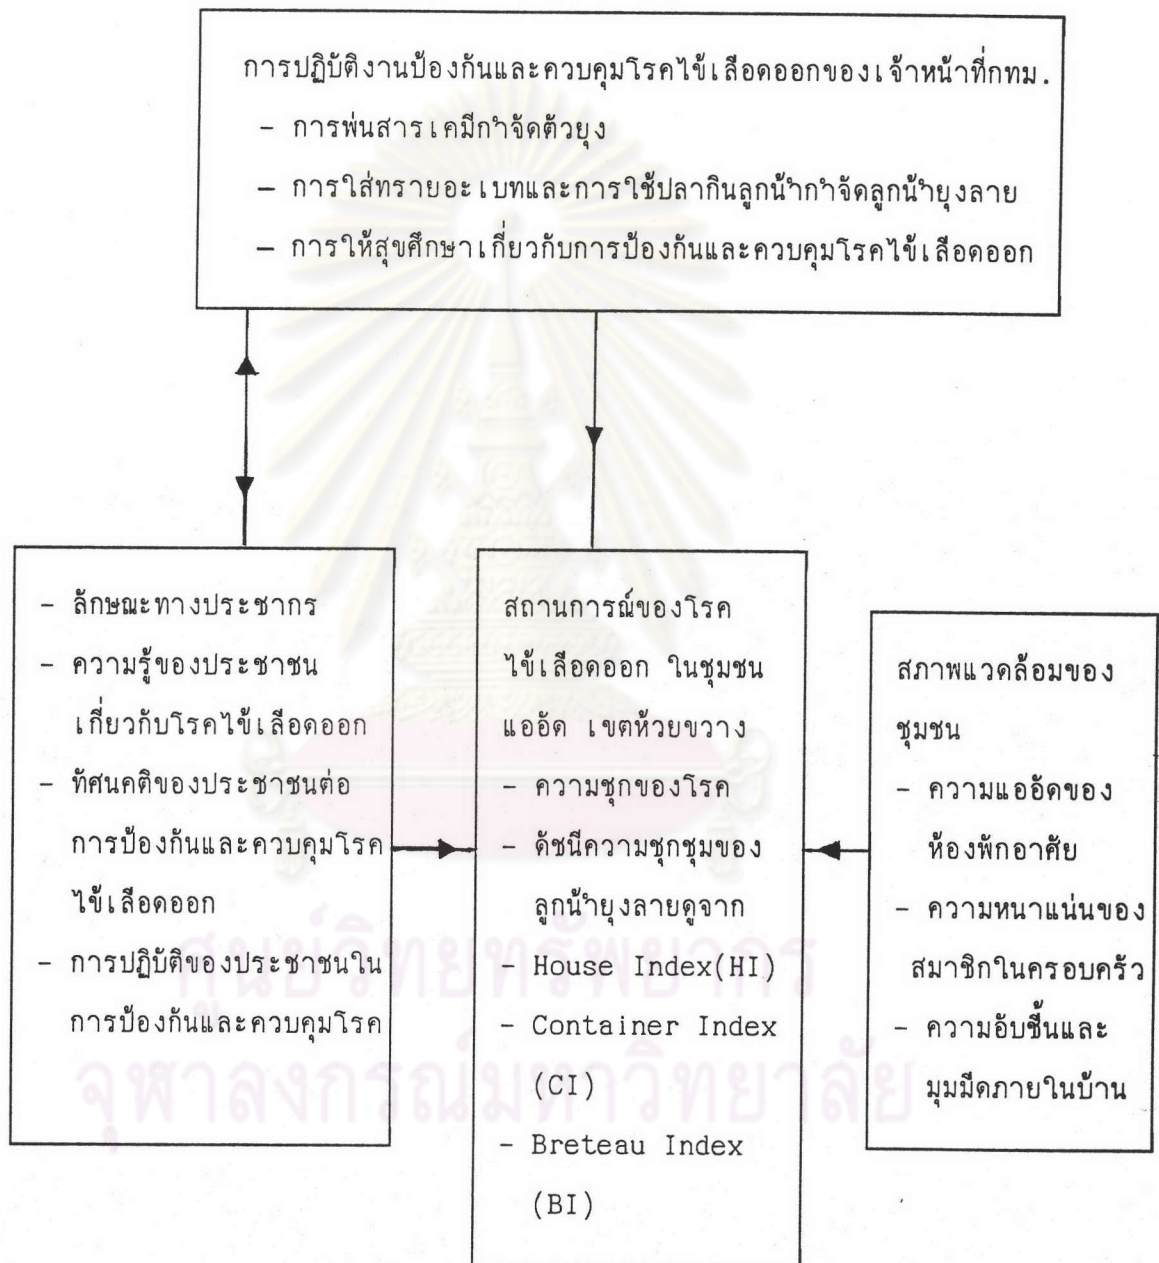 การปฏิบัติงานป้องกันและควบคุมโรคไข้เลือดออกของเจ้าหน้าที่กทม.
- การพ่นสารเคมีกำจัดตัวยุง
- การใส่ทรายอะเบทและการใช้ปลากินลูกน้ำกำจัดลูกน้ำยุงลาย
- การให้สุขศึกษาเกี่ยวกับการป้องกันและควบคุมโรคไข้เลือดออก
- ลักษณะทางประชากร
- ความรู้ของประชาชน
เกี่ยวกับโรคไข้เลือดออก
- ทัศนคติของประชาชนต่อ
การป้องกันและควบคุมโรค
ไข้เลือดออก
- การปฏิบัติของประชาชนใน
การป้องกันและควบคุมโรค
สถานการณ์ของโรค
ไข้เลือดออก ในชุมชน
แออัด เขตห้วยขวาง
- ความชุกของโรค
- ดัชนีความชุกชุมของ
ลูกน้ำยุงลายดูจาก
- House Index(HI)
- Container Index
(CI)
- Breteau Index
(BI)
สภาพแวดล้อมของ
ชุมชน
- ความแออัดของ
ห้องพักอาศัย
- ความหนาแน่นของ
สมาชิกในครอบครัว
- ความอับชื้นและ
มุมมืดภายในบ้าน
ศูนย์วิทยทรัพยากร
จุฬาลงกรณ์มหาวิทยาลัย